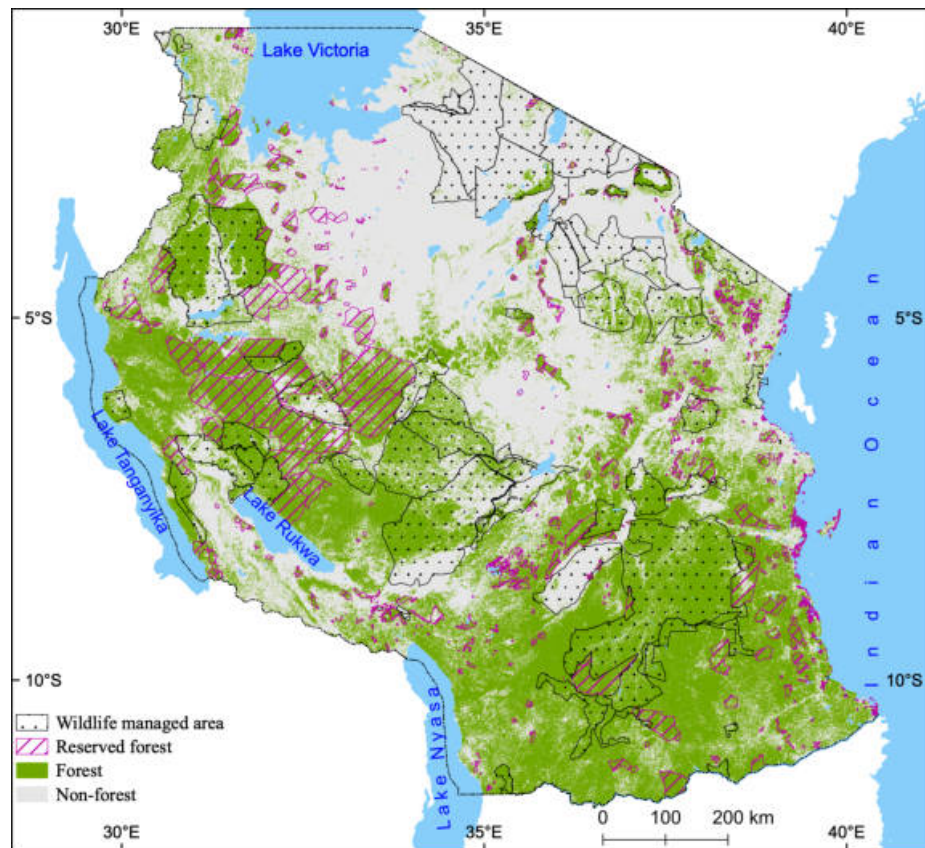 30°E 35°E 40°E
Lake Victoria
5°S 5°S
Lake Tanganyika
Lake Rukwa
Indian Ocean
10°S 10°S
Lake Nyasa
Wildlife managed area
Reserved forest
Forest
Non-forest
0 100 200 km
30°E 35°E 40°E